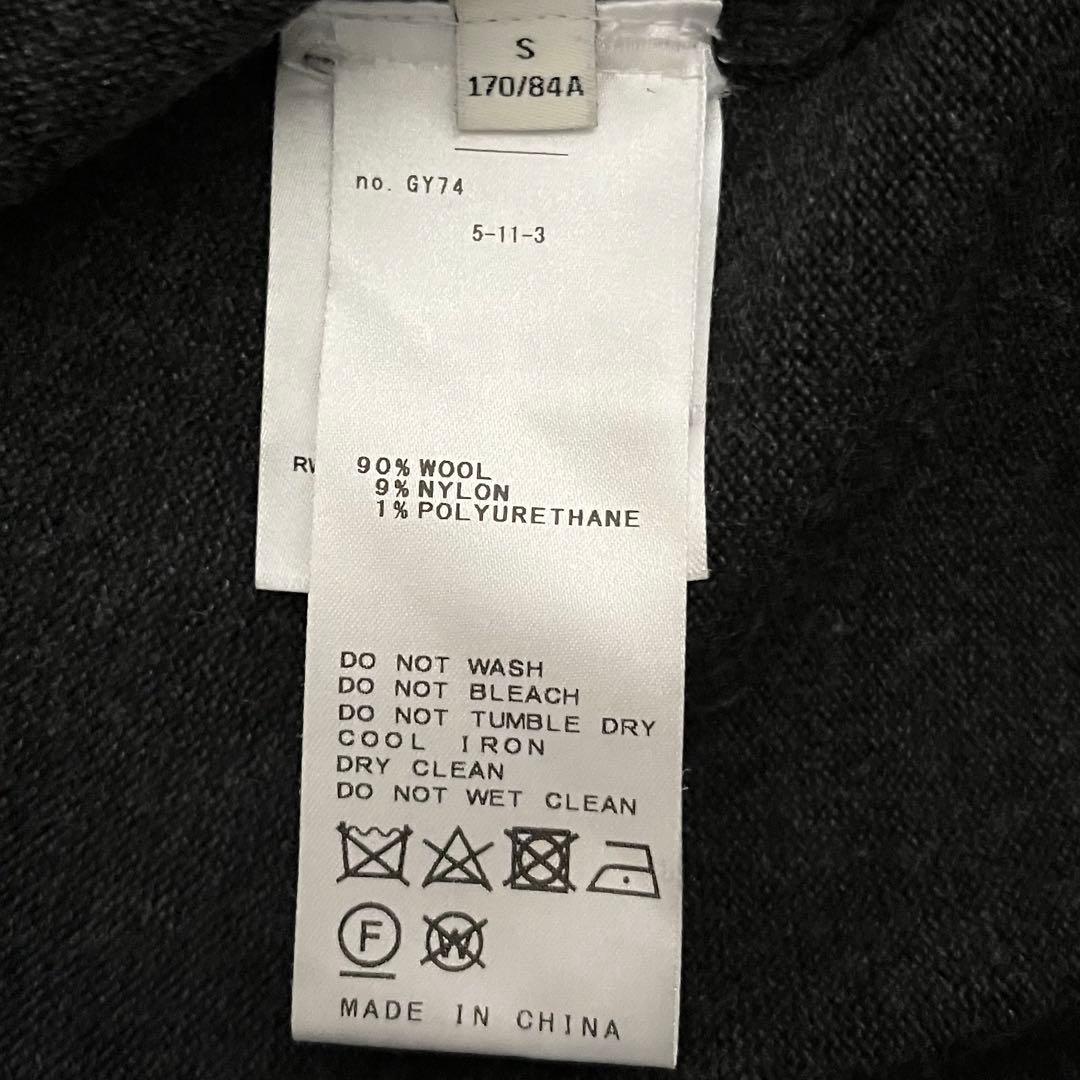 S
170/84A
no. GY74
5-11-3
90% WOOL
9% NYLON
1% POLYURETHANE
DO NOT WASH
DO NOT BLEACH
DO NOT TUMBLE DRY
COOL IRON
DRY CLEAN
DO NOT WET CLEAN
F
W
MADE IN CHINA